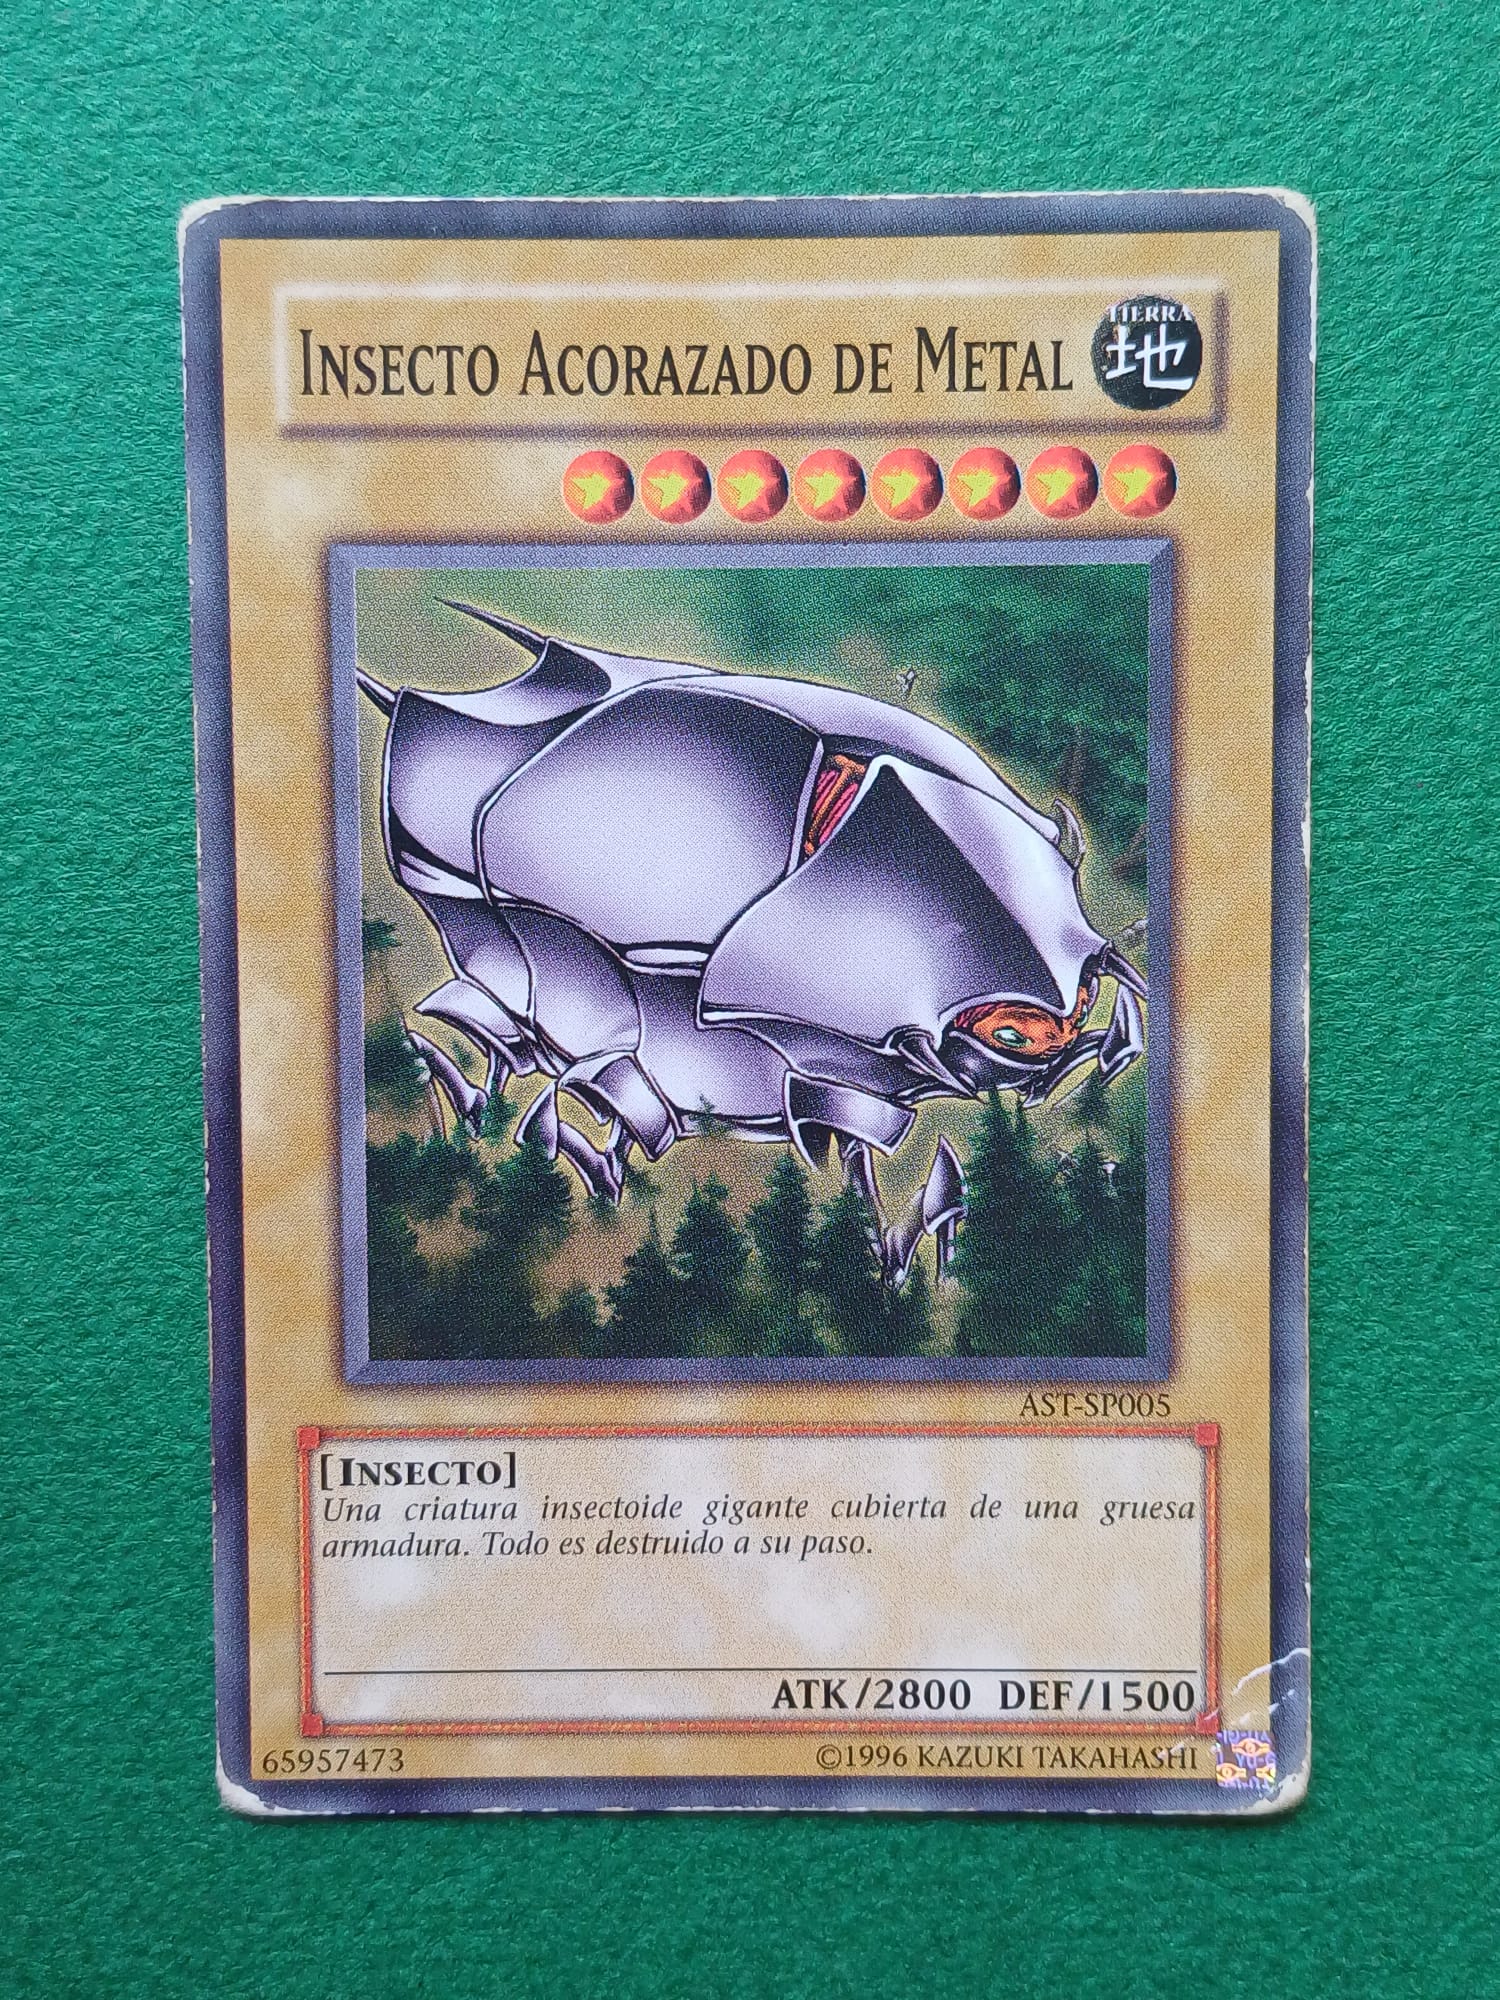 INSECTO ACORAZADO DE METAL
TIERRA
地
AST-SP005
[INSECTO]
Una criatura insectoide gigante cubierta de una gruesa
armadura. Todo es destruido a su paso.
ATK/2800 DEF/1500
65957473
©1996 KAZUKI TAKAHASHI